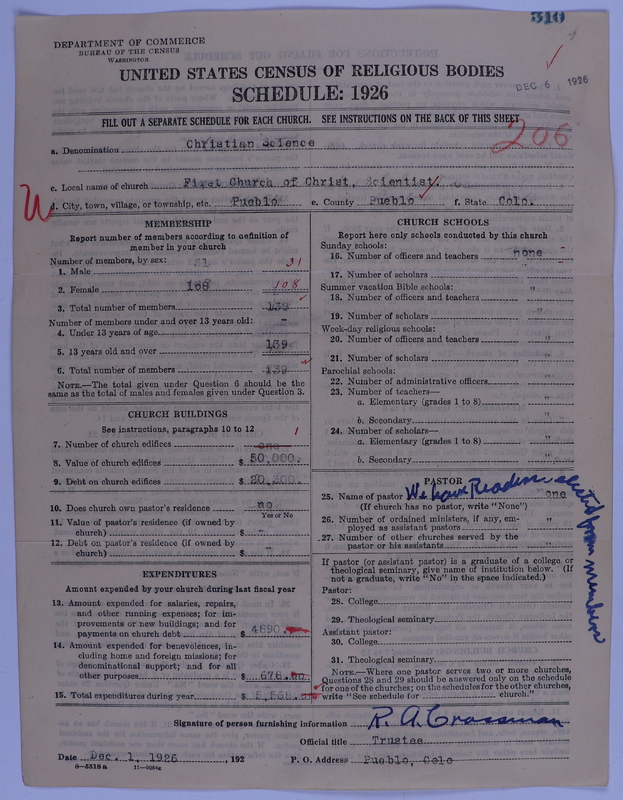 310
DEPARTMENT OF COMMERCE
BUREAU OF THE CENSUS
WASHINGTON
UNITED STATES CENSUS OF RELIGIOUS BODIES
DEC 6 1926
SCHEDULE: 1926
FILL OUT A SEPARATE SCHEDULE FOR EACH CHURCH. SEE INSTRUCTIONS ON THE BACK OF THIS SHEET
206
a. Denomination Christian Science
c. Local name of church First Church of Christ, Scientist.
d. City, town, village, or township, etc. Pueblo e. County Pueblo f. State Colo.
MEMBERSHIP
Report number of members according to definition of
member in your church
Number of members, by sex:
1. Male 31 31
2. Female 108 108
3. Total number of members 139
Number of members under and over 13 years old:
4. Under 13 years of age -
5. 13 years old and over 139
6. Total number of members 139
NOTE.—The total given under Question 6 should be the
same as the total of males and females given under Question 3.
CHURCH BUILDINGS
See instructions, paragraphs 10 to 12
7. Number of church edifices one 1
8. Value of church edifices $ 50,000.
9. Debt on church edifices $ 20,300.
10. Does church own pastor's residence no
Yes or No
11. Value of pastor's residence (if owned by
church) $ -
12. Debt on pastor's residence (if owned by
church) $ -
EXPENDITURES
Amount expended by your church during last fiscal year
13. Amount expended for salaries, repairs,
and other running expenses; for im-
provements or new buildings; and for
payments on church debt $ 4890.
14. Amount expended for benevolences, in-
cluding home and foreign missions; for
denominational support; and for all
other purposes $ 676.
15. Total expenditures during year $ 5,566.
CHURCH SCHOOLS
Report here only schools conducted by this church
Sunday schools:
16. Number of officers and teachers none
17. Number of scholars "
Summer vacation Bible schools:
18. Number of officers and teachers "
19. Number of scholars "
Week-day religious schools:
20. Number of officers and teachers "
21. Number of scholars "
Parochial schools:
22. Number of administrative officers "
23. Number of teachers—
a. Elementary (grades 1 to 8) "
b. Secondary "
24. Number of scholars—
a. Elementary (grades 1 to 8) "
b. Secondary "
PASTOR
25. Name of pastor We have Readers elected from members one
(If church has no pastor, write "None")
26. Number of ordained ministers, if any, em-
ployed as assistant pastors "
27. Number of other churches served by the
pastor or his assistants "
If pastor (or assistant pastor) is a graduate of a college or
theological seminary, give name of institution below. (If
not a graduate, write "No" in the space indicated.)
Pastor:
28. College
29. Theological seminary
Assistant pastor:
30. College
31. Theological seminary
NOTE.—Where one pastor serves two or more churches,
Questions 28 and 29 should be answered only on the schedule
for one of the churches; on the schedules for the other churches,
write "See schedule for church."
Signature of person furnishing information R. A. Crossman
Official title Trustee
Date Dec. 1, 1926 , 192 P. O. Address Pueblo, Colo
8-5518a 11-9054